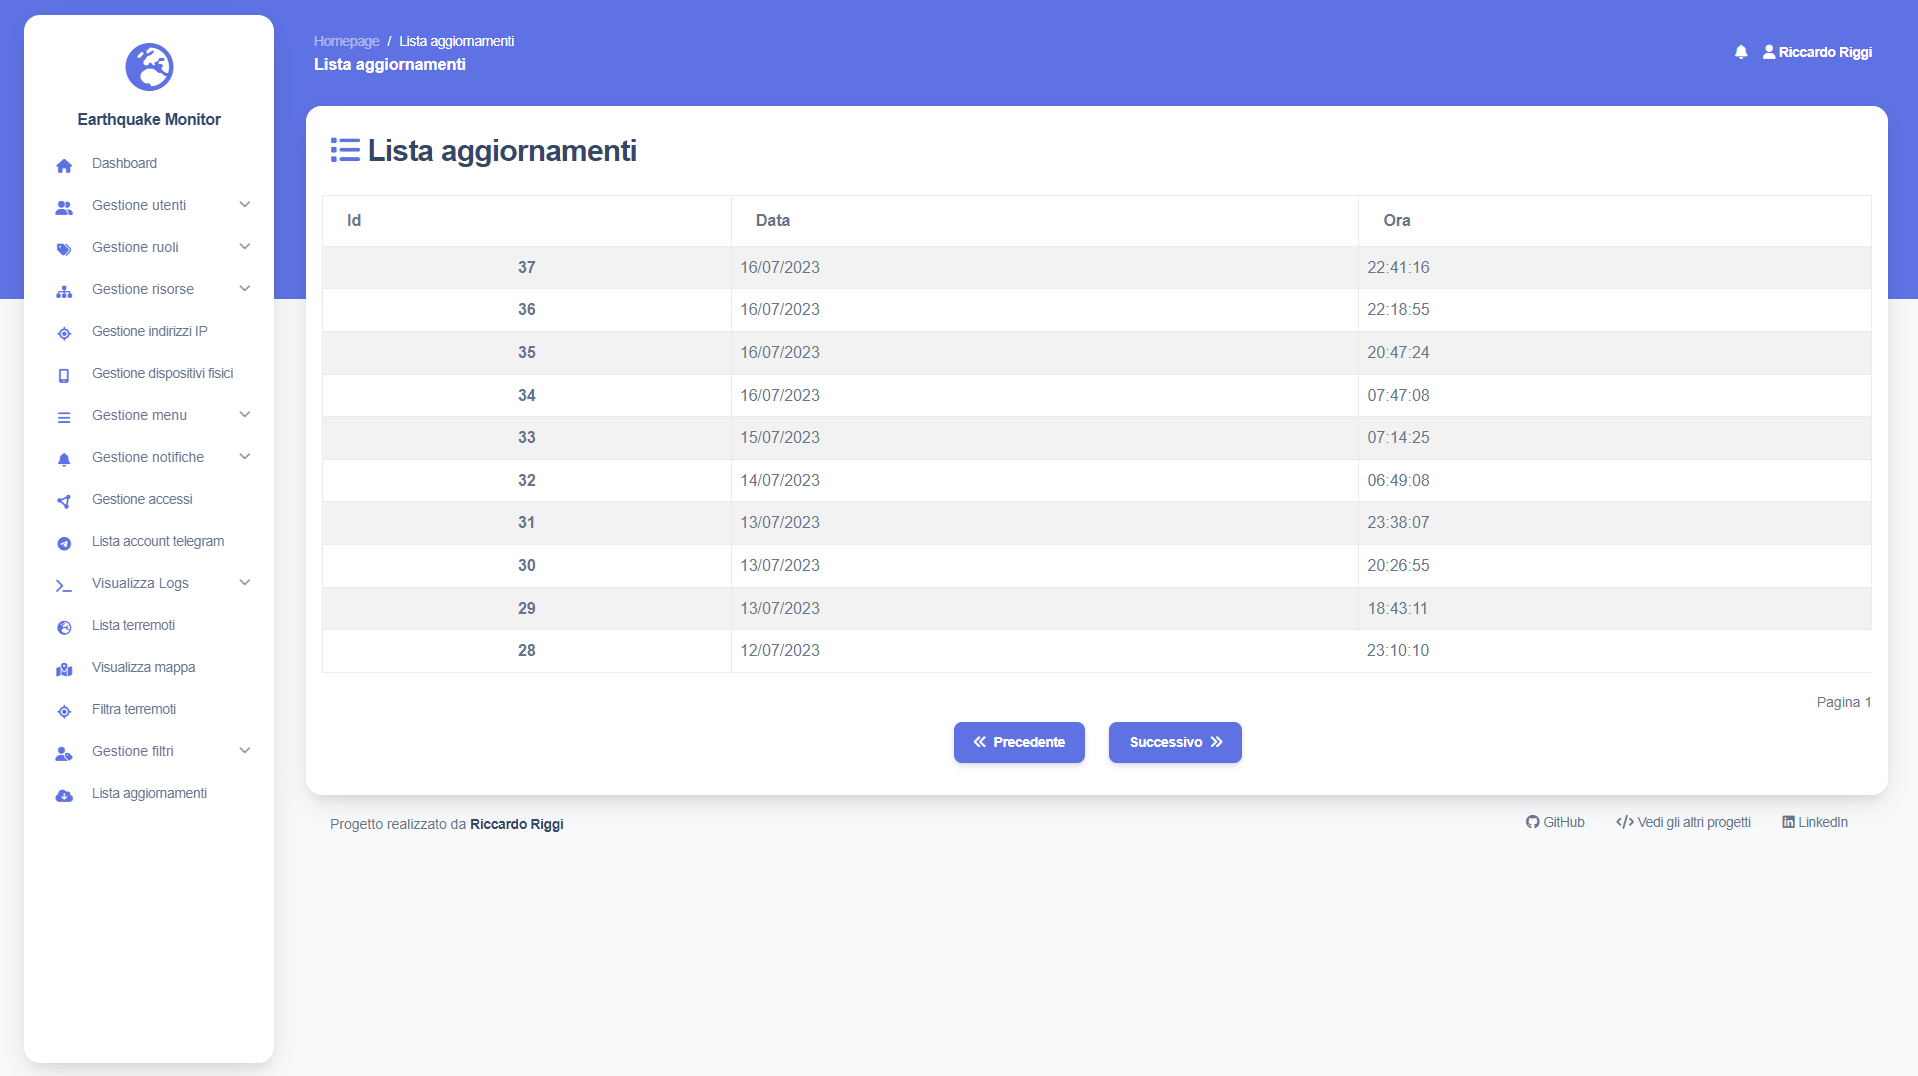 Earthquake Monitor
Dashboard
Gestione utenti
Gestione ruoli
Gestione risorse
Gestione indirizzi IP
Gestione dispositivi fisici
Gestione menu
Gestione notifiche
Gestione accessi
Lista account telegram
Visualizza Logs
Lista terremoti
Visualizza mappa
Filtra terremoti
Gestione filtri
Lista aggiornamenti
Homepage / Lista aggiornamenti
Lista aggiornamenti
Riccardo Riggi
Lista aggiornamenti
Id Data Ora
37 16/07/2023 22:41:16
36 16/07/2023 22:18:55
35 16/07/2023 20:47:24
34 16/07/2023 07:47:08
33 15/07/2023 07:14:25
32 14/07/2023 06:49:08
31 13/07/2023 23:38:07
30 13/07/2023 20:26:55
29 13/07/2023 18:43:11
28 12/07/2023 23:10:10
Pagina 1
Precedente Successivo
Progetto realizzato da Riccardo Riggi
GitHub Vedi gli altri progetti LinkedIn